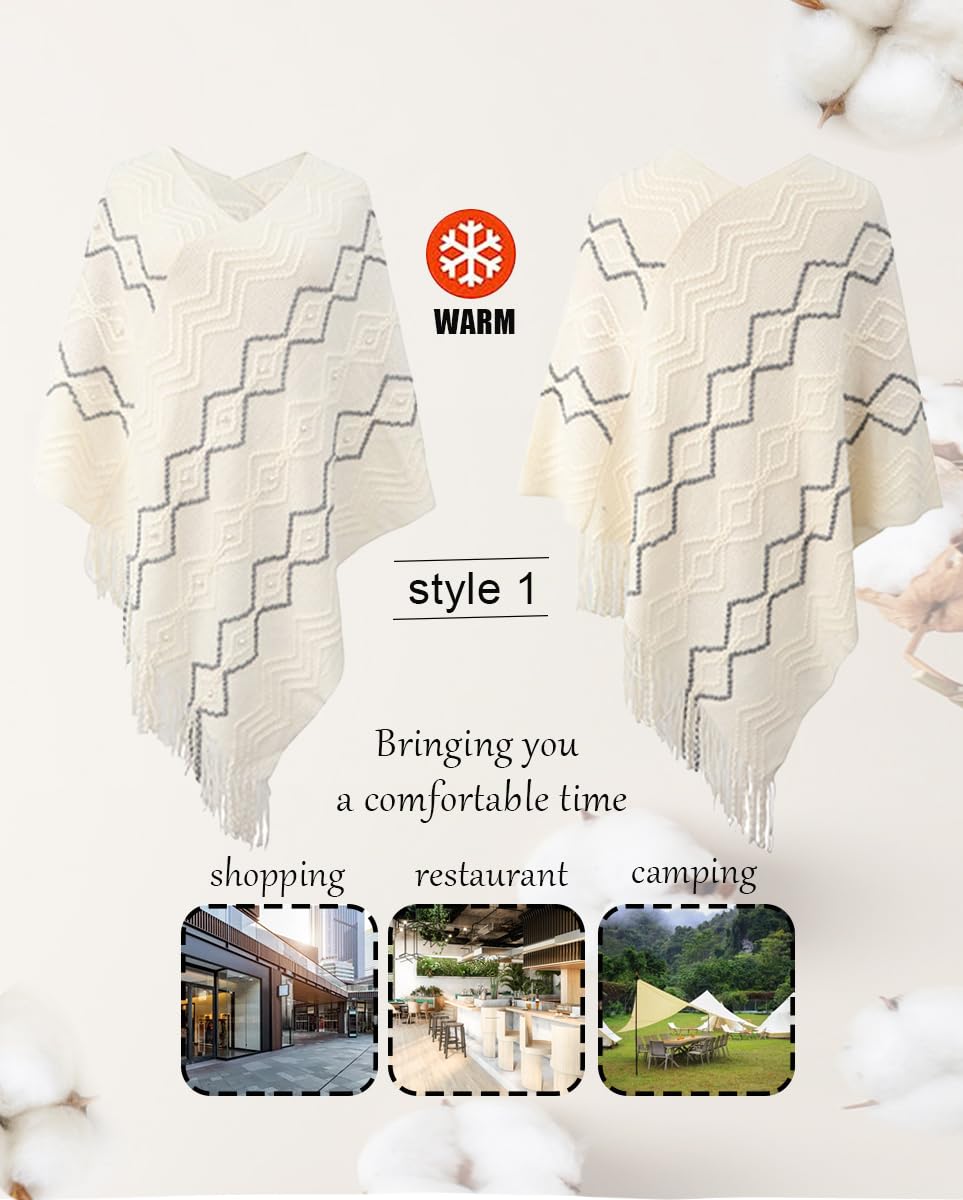 WARM
style 1
Bringing you
a comfortable time
shopping
restaurant
camping